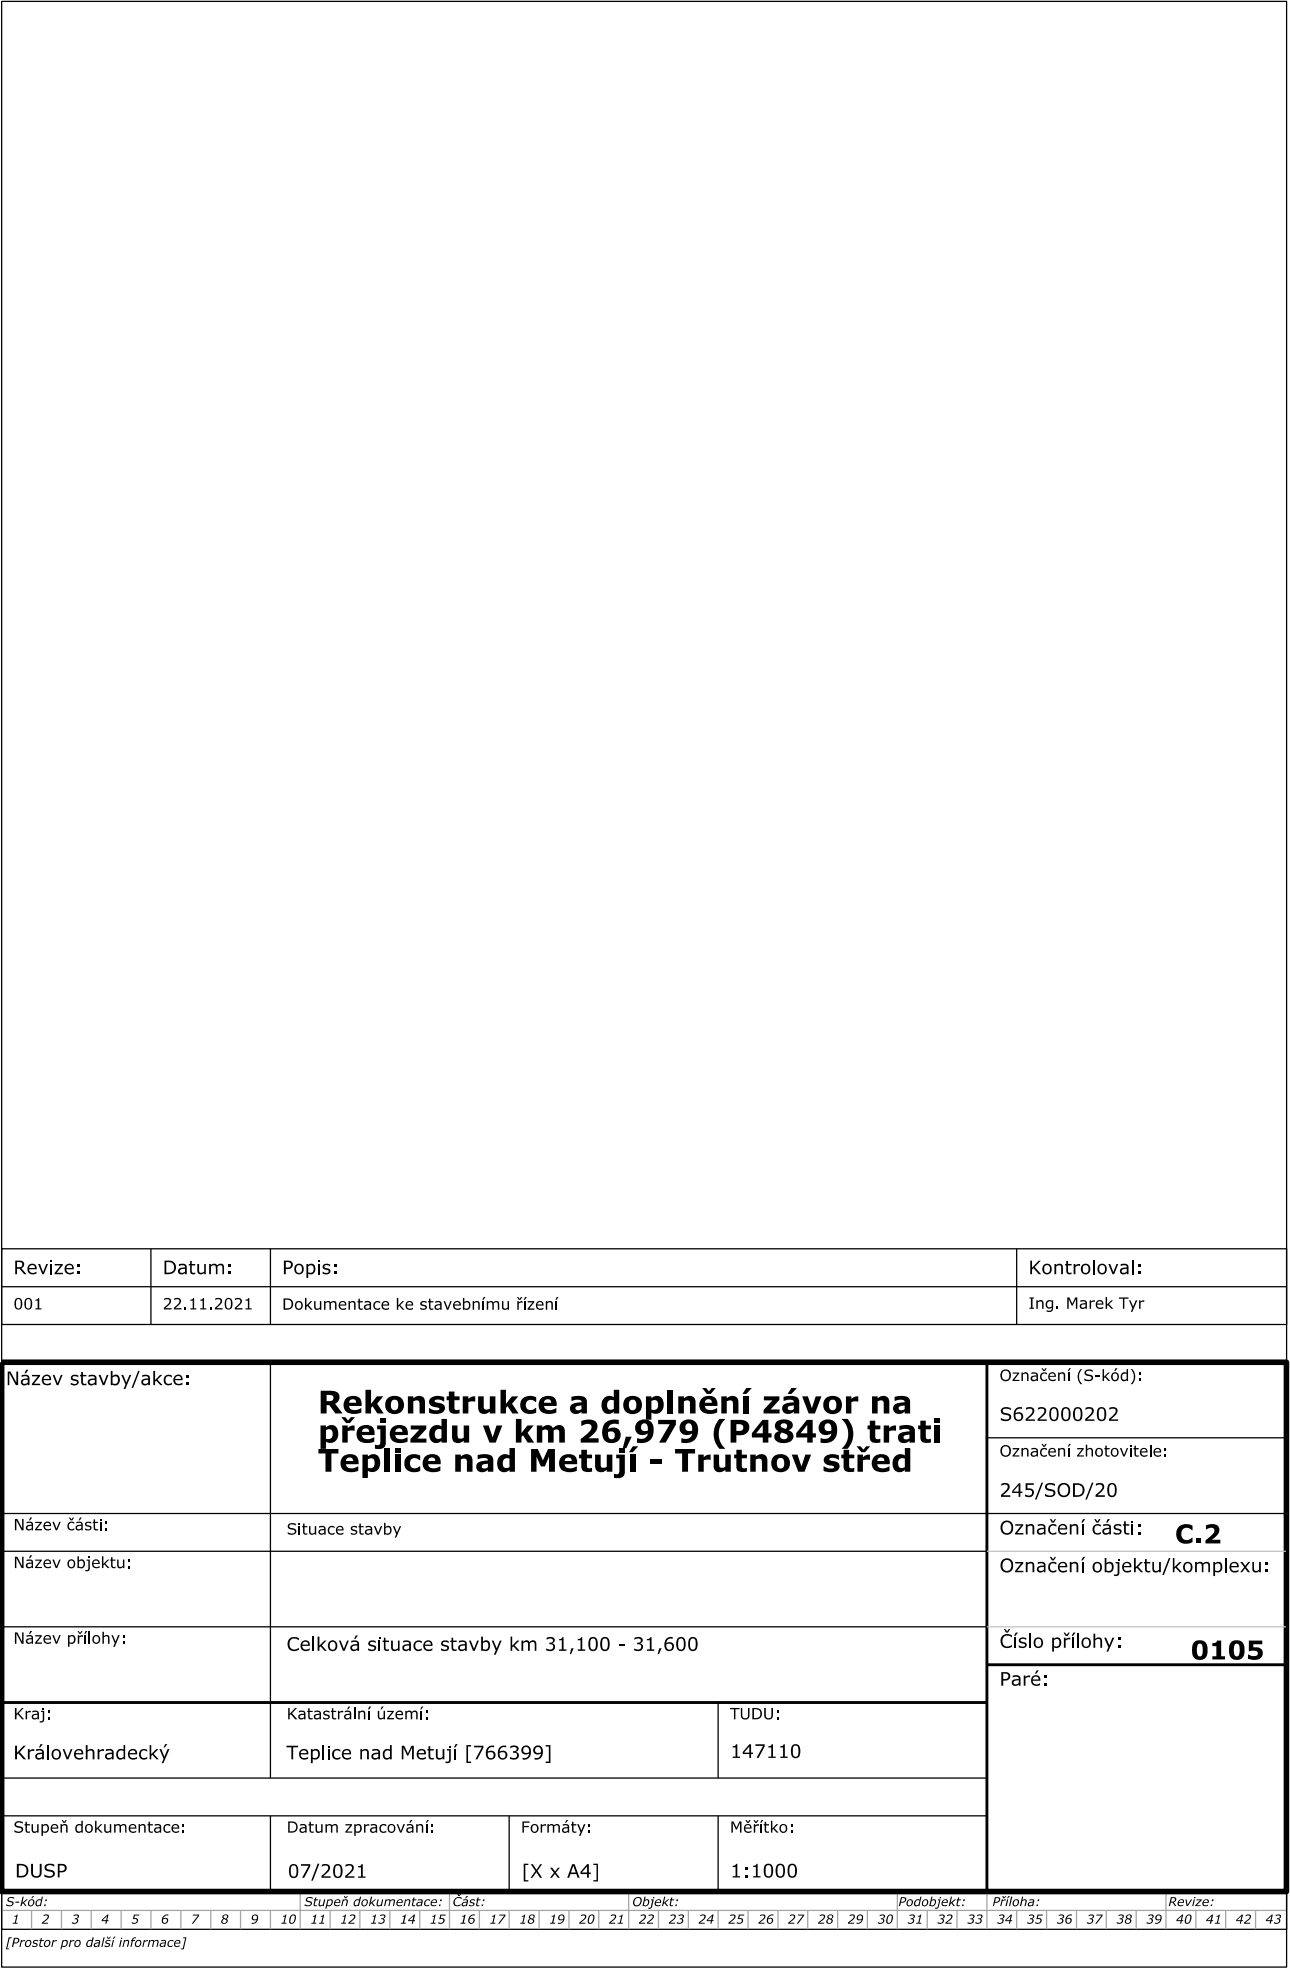 Revize: Datum: Popis: Kontroloval:
001 22.11.2021 Dokumentace ke stavebnímu řízení Ing. Marek Tyr
Název stavby/akce:
Rekonstrukce a doplnění závor na
přejezdu v km 26,979 (P4849) trati
Teplice nad Metují - Trutnov střed
Označení (S-kód):
S622000202
Označení zhotovitele:
245/SOD/20
Název části: Situace stavby Označení části: C.2
Název objektu: Označení objektu/komplexu:
Název přílohy: Celková situace stavby km 31,100 - 31,600 Číslo přílohy: 0105
Paré:
Kraj: Katastrální území: TUDU:
Královehradecký Teplice nad Metují [766399] 147110
Stupeň dokumentace: Datum zpracování: Formáty: Měřítko:
DUSP 07/2021 [X x A4] 1:1000
S-kód: Stupeň dokumentace: Část: Objekt: Podobjekt: Příloha: Revize:
1 2 3 4 5 6 7 8 9 10 11 12 13 14 15 16 17 18 19 20 21 22 23 24 25 26 27 28 29 30 31 32 33 34 35 36 37 38 39 40 41 42 43
[Prostor pro další informace]